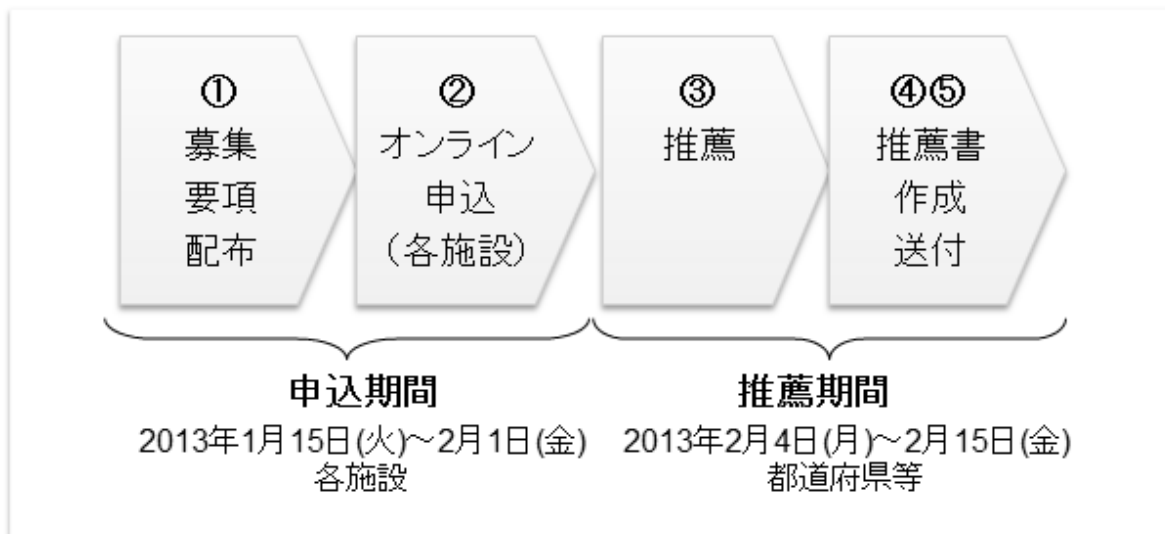 ①
募集
要項
配布
②
オンライン
申込
（各施設）
③
推薦
④⑤
推薦書
作成
送付
申込期間
2013年1月15日(火)～2月1日(金)
各施設
推薦期間
2013年2月4日(月)～2月15日(金)
都道府県等